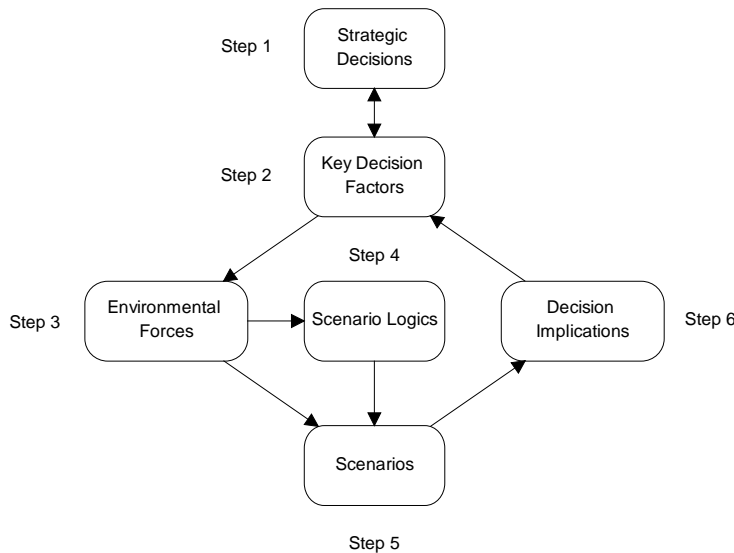 Step 1
Strategic
Decisions
Step 2
Key Decision
Factors
Step 4
Step 3
Environmental
Forces
Scenario Logics
Decision
Implications
Step 6
Scenarios
Step 5